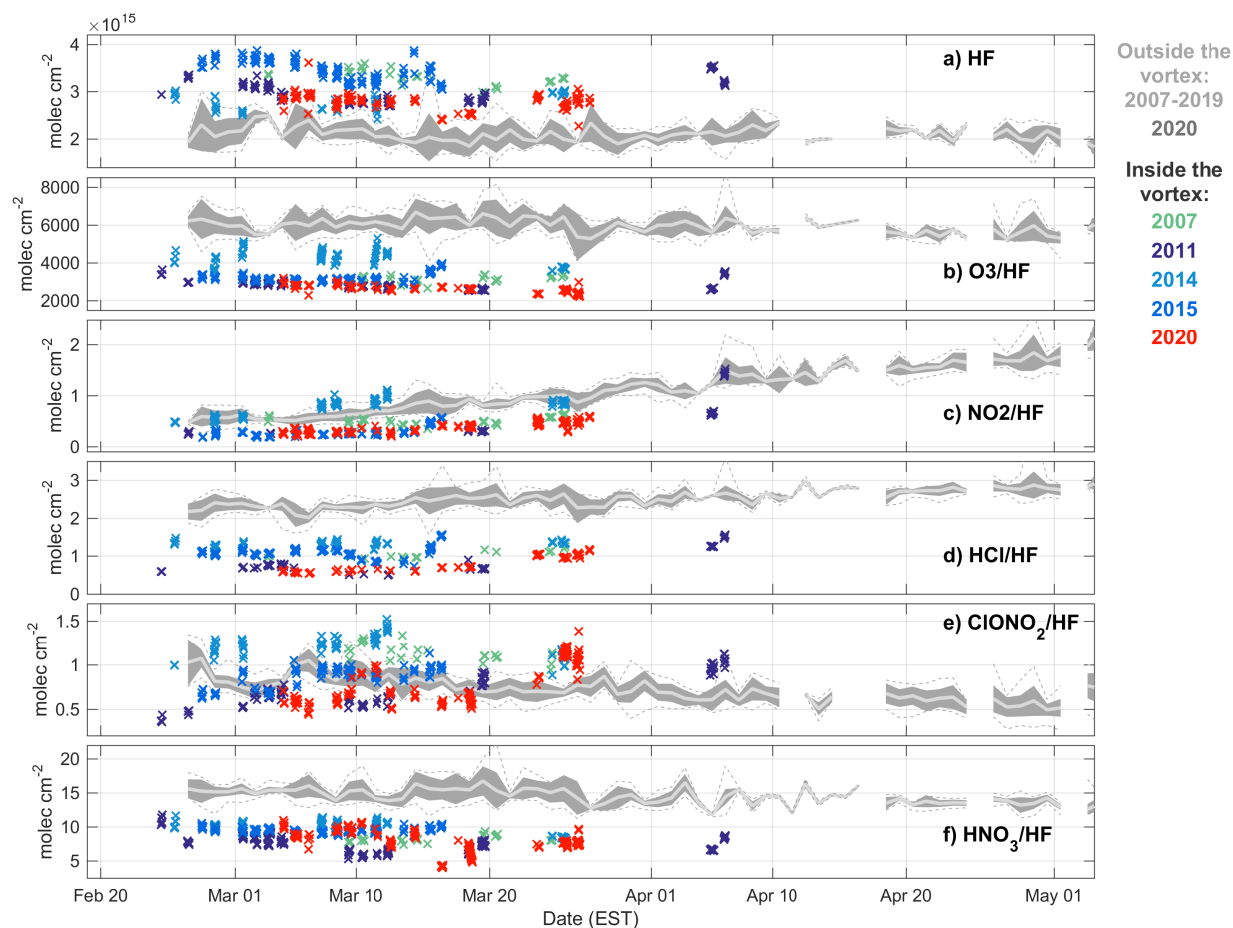 ×10^15
4
3
2
molec cm^-2
a) HF
8000
6000
4000
2000
molec cm^-2
b) O3/HF
2
1
0
molec cm^-2
c) NO2/HF
3
2
1
0
molec cm^-2
d) HCl/HF
1.5
1
0.5
molec cm^-2
e) ClONO_2/HF
20
15
10
5
molec cm^-2
f) HNO_3/HF
Feb 20 Mar 01 Mar 10 Mar 20 Apr 01 Apr 10 Apr 20 May 01
Date (EST)
Outside the
vortex:
2007-2019
2020
Inside the
vortex:
2007
2011
2014
2015
2020